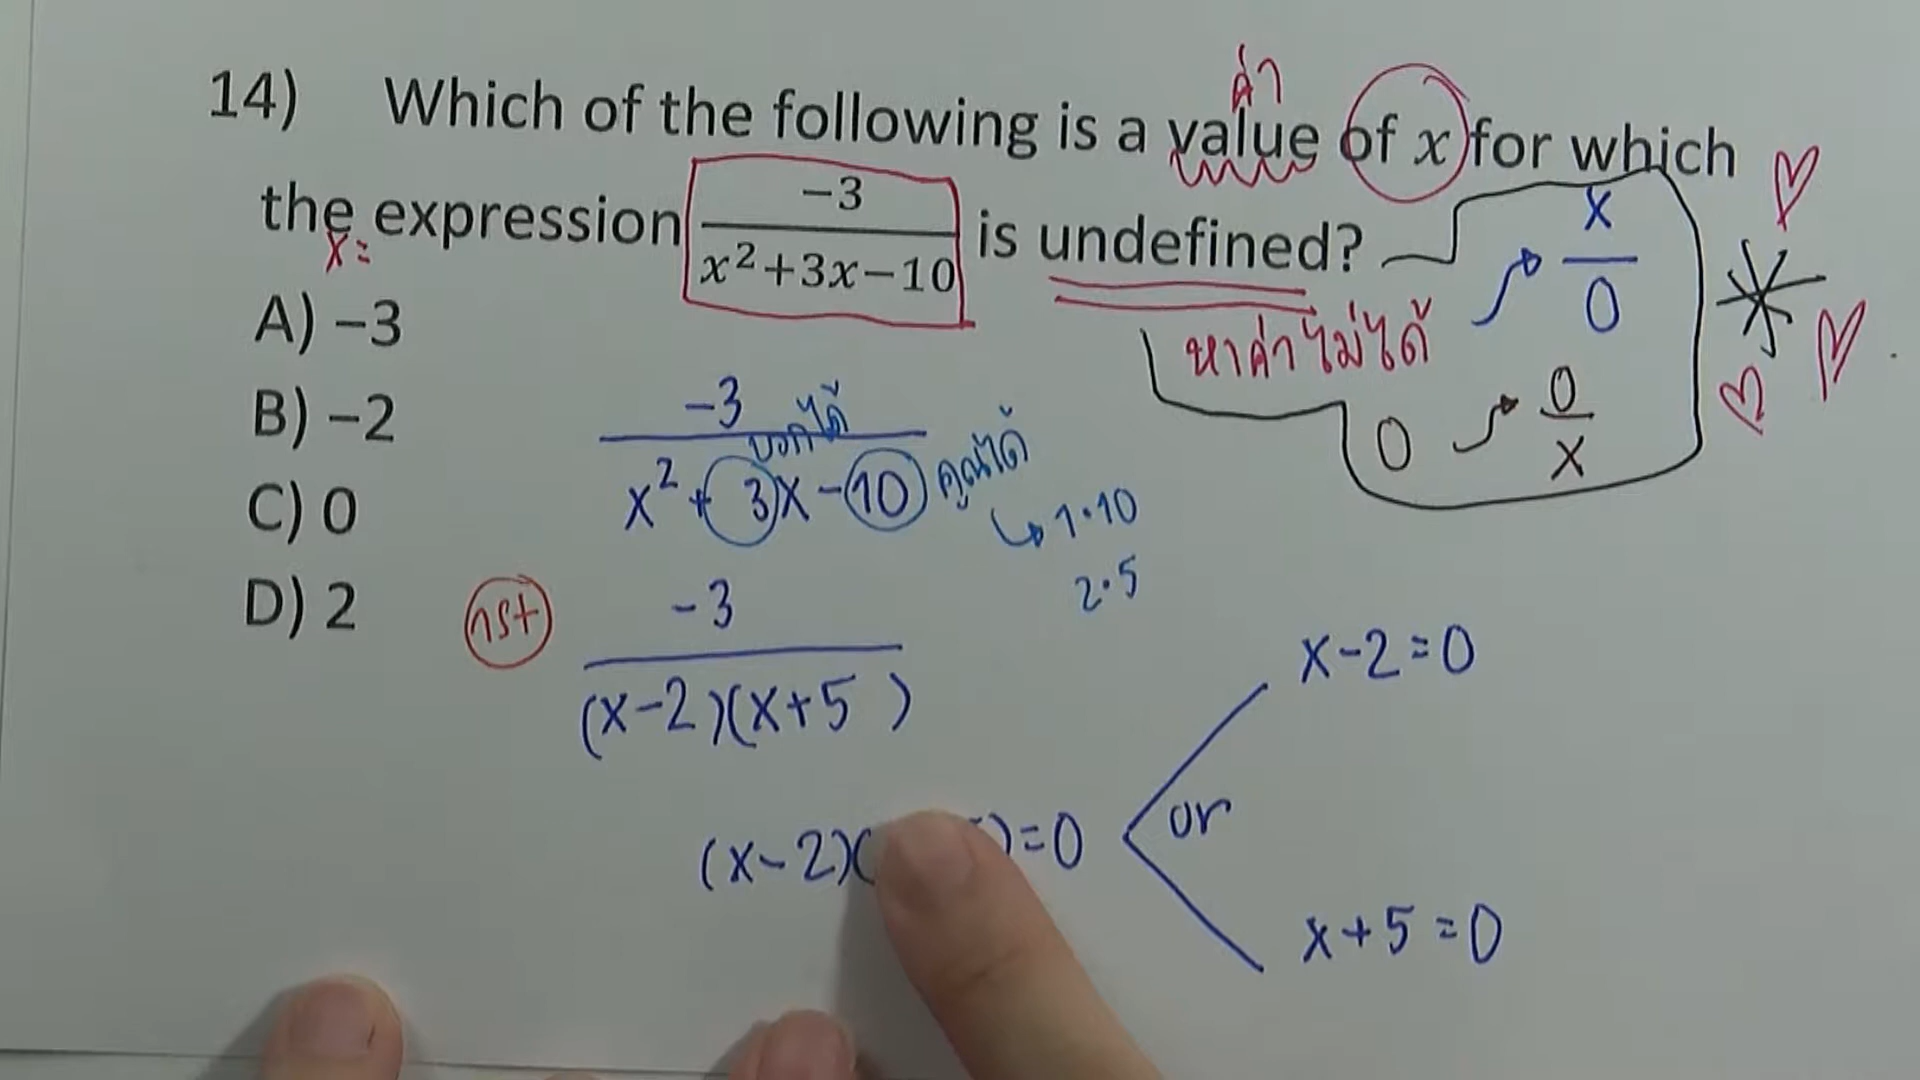 14) Which of the following is a value of x for which
ค่า
the expression −3/(x²+3x−10) is undefined?
x=
หาค่าไม่ได้
x/0
0 0/x
A) −3
B) −2
C) 0
D) 2
-3
บวกได้
x² + 3x - 10 คูณได้
1·10
2·5
-3
(x-2)(x+5)
x-2=0
(x-2)( )=0 or
x+5=0